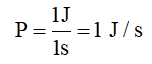 P = 1J / 1s = 1 J / s